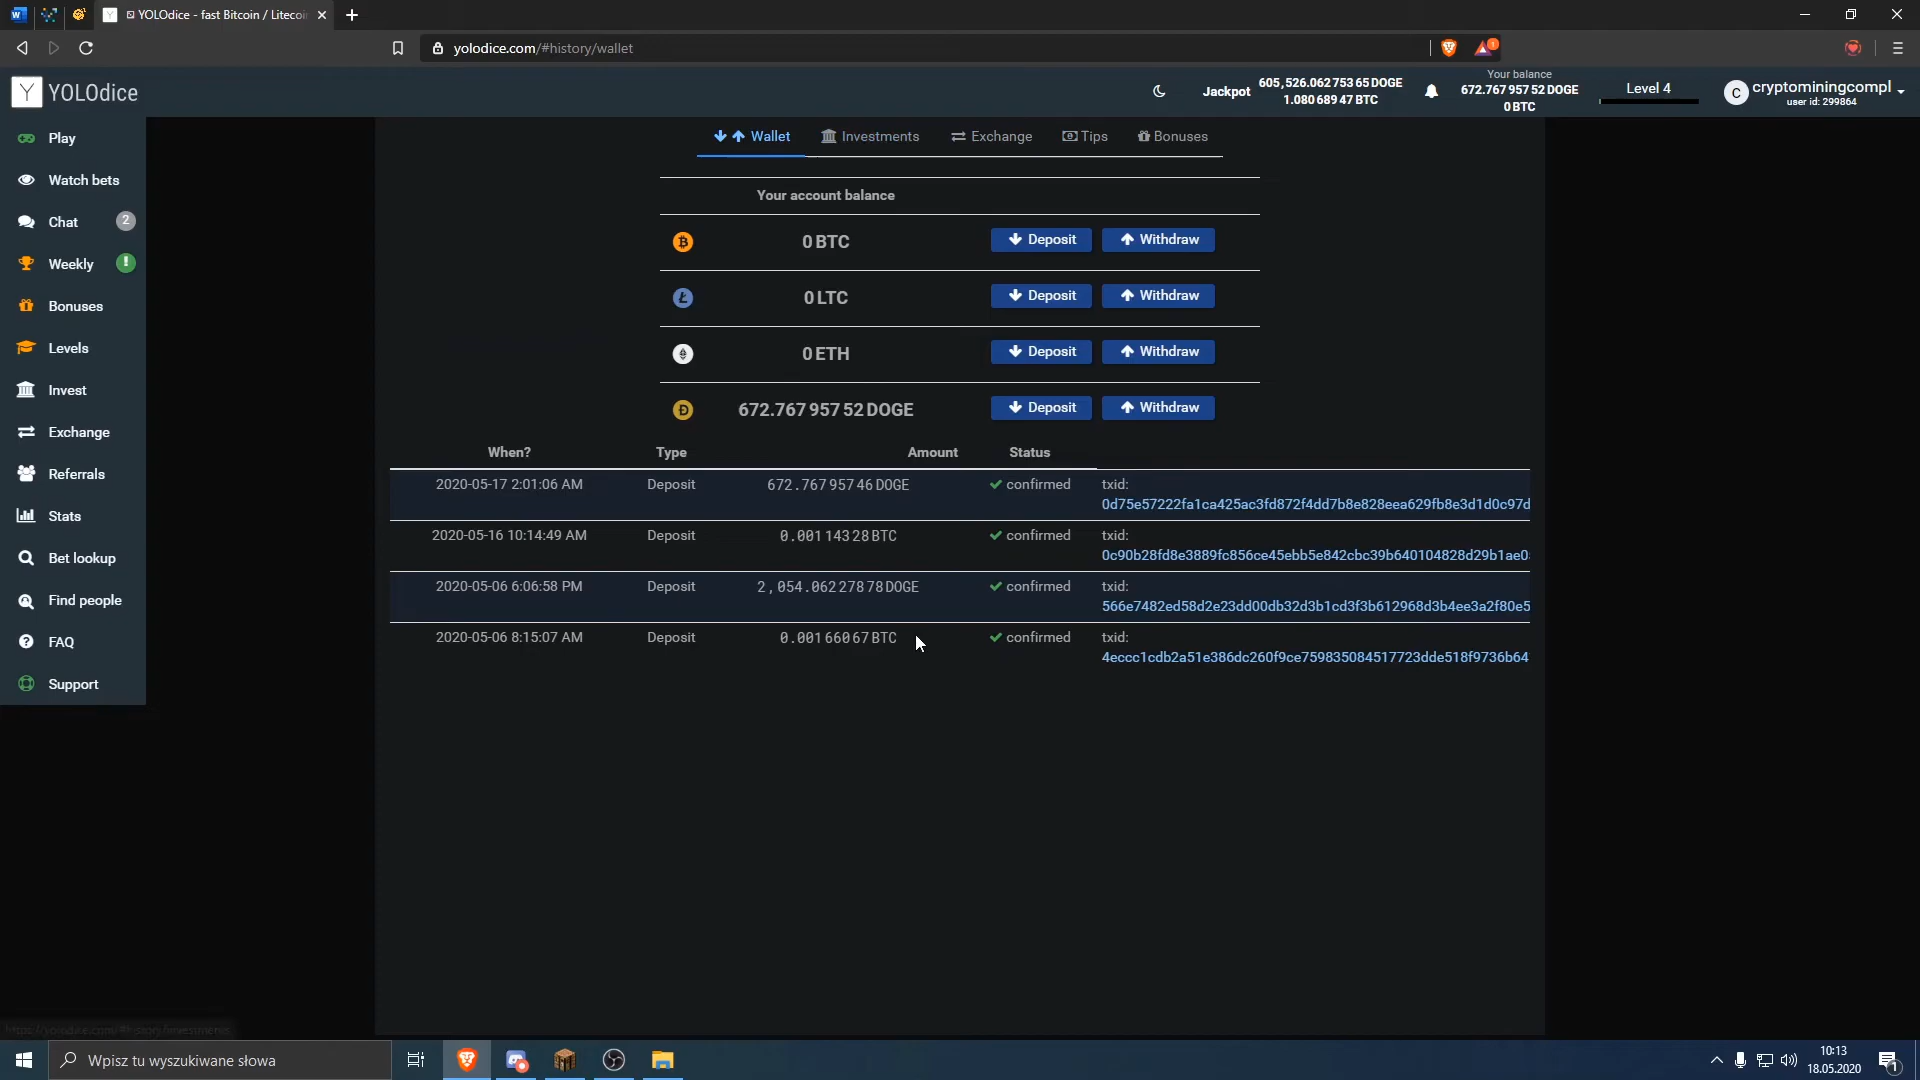 YOLOdice - fast Bitcoin / Litecoi
yolodice.com/#history/wallet
1
Y YOLOdice
Jackpot
605,526.062 753 65 DOGE
1.080 689 47 BTC
Your balance
672.767 957 52 DOGE
0 BTC
Level 4
C
cryptominingcompl
user id: 299864
Play
Watch bets
Chat 2
Weekly !
Bonuses
Levels
Invest
Exchange
Referrals
Stats
Bet lookup
Find people
FAQ
Support
Wallet Investments Exchange Tips Bonuses
Your account balance
0 BTC Deposit Withdraw
0 LTC Deposit Withdraw
0 ETH Deposit Withdraw
672.767 957 52 DOGE Deposit Withdraw
When? Type Amount Status
2020-05-17 2:01:06 AM Deposit 672.767 957 46 DOGE confirmed txid:
0d75e57222fa1ca425ac3fd872f4dd7b8e828eea629fb8e3d1d0c97d
2020-05-16 10:14:49 AM Deposit 0.001 143 28 BTC confirmed txid:
0c90b28fd8e3889fc856ce45ebb5e842cbc39b640104828d29b1ae0
2020-05-06 6:06:58 PM Deposit 2,054.062 278 78 DOGE confirmed txid:
566e7482ed58d2e23dd00db32d3b1cd3f3b612968d3b4ee3a2f80e5
2020-05-06 8:15:07 AM Deposit 0.001 660 67 BTC confirmed txid:
4eccc1cdb2a51e386dc260f9ce759835084517723dde518f9736b64
Wpisz tu wyszukiwane słowa
10:13
18.05.2020
1